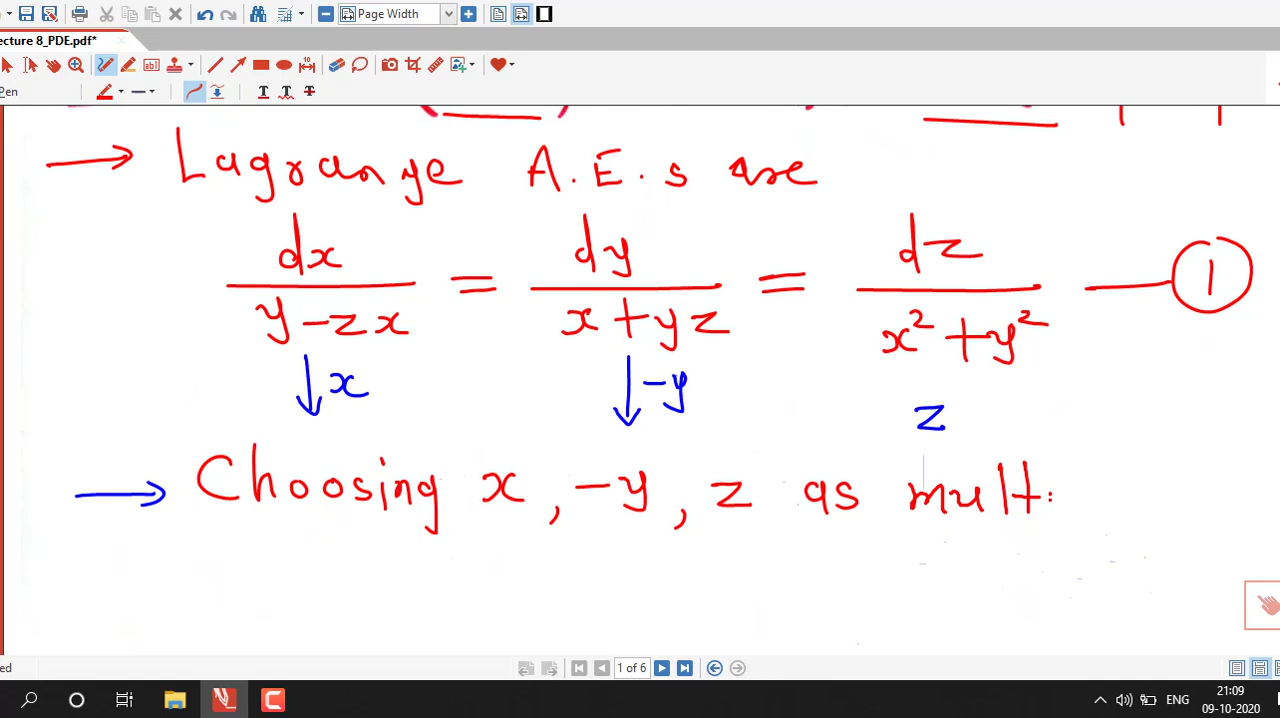 Page Width
ecture 8_PDE.pdf*
Pen
→ Lagrange A.E.s are
dx/(y-zx) = dy/(x+yz) = dz/(x²+y²) — ①
↓ x ↓ -y z
→ Choosing x, -y, z as mult.
1 of 6
ed
ENG
21:09
09-10-2020